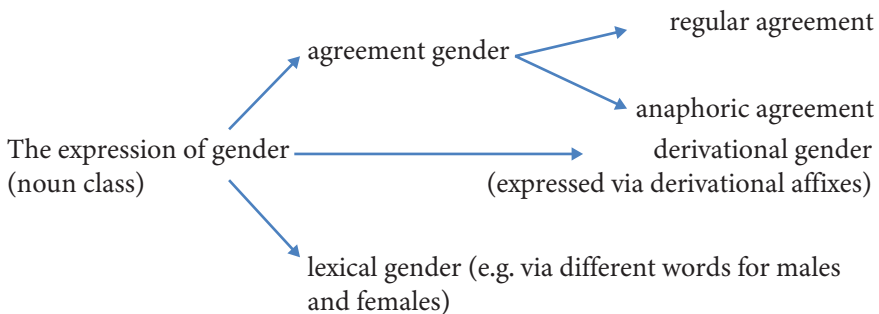 regular agreement
agreement gender
anaphoric agreement
The expression of gender
(noun class)
derivational gender
(expressed via derivational affixes)
lexical gender (e.g. via different words for males
and females)